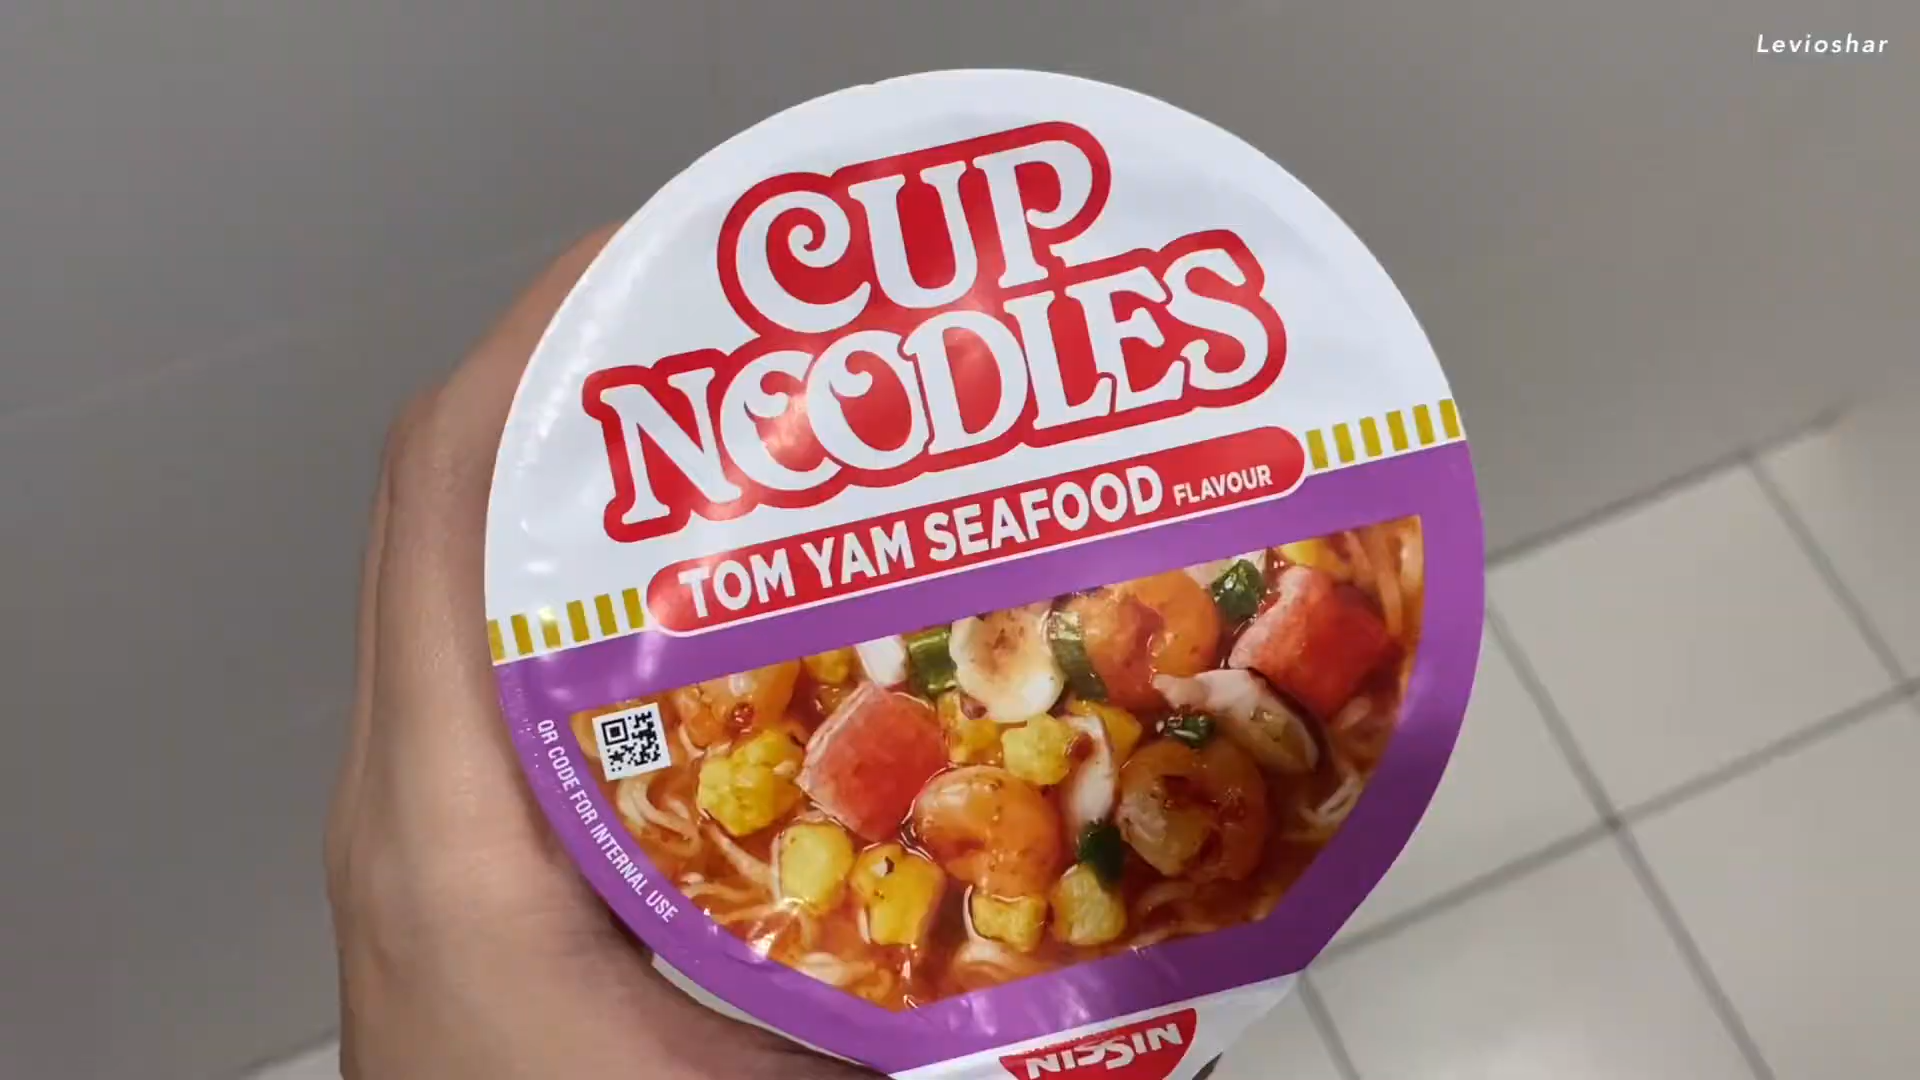 Levioshar
CUP
NOODLES
TOM YAM SEAFOOD FLAVOUR
QR CODE FOR INTERNAL USE
NISSIN